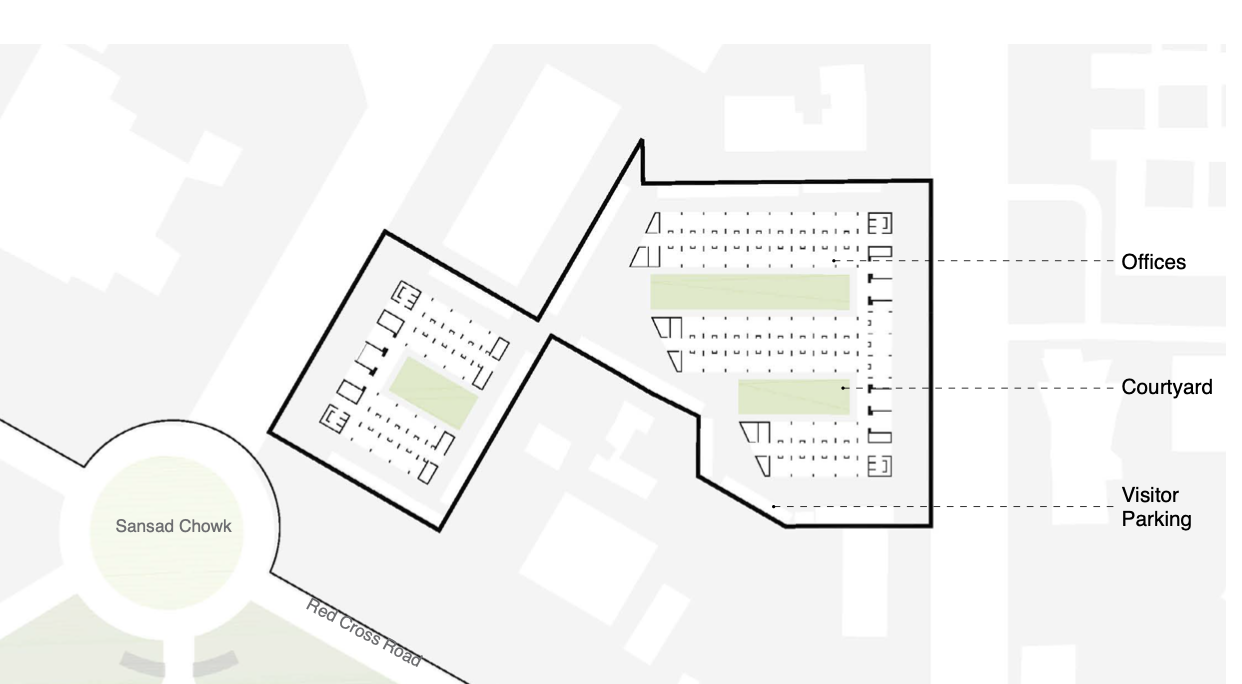 Offices
Courtyard
Visitor
Parking
Sansad Chowk
Red Cross Road